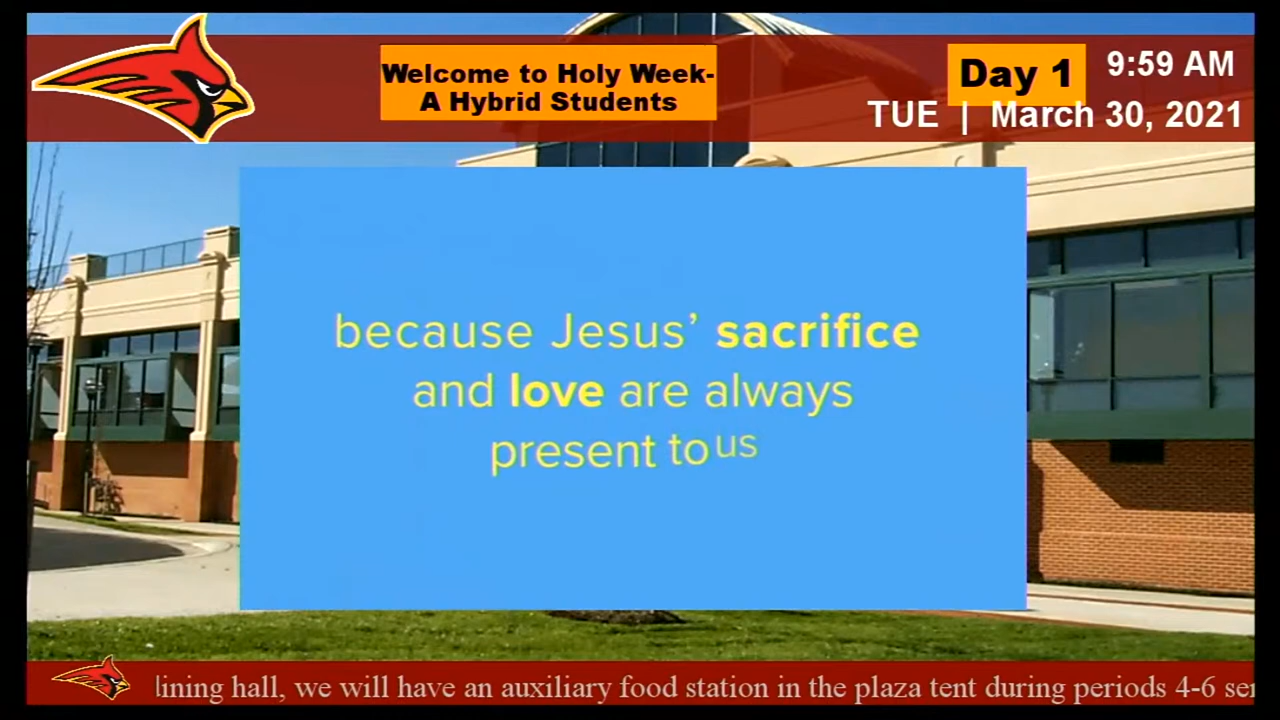 Welcome to Holy Week-
A Hybrid Students
Day 1
9:59 AM
TUE | March 30, 2021
because Jesus’ sacrifice
and love are always
present to us
hall, we will have an auxiliary food station in the plaza tent during periods 4-6